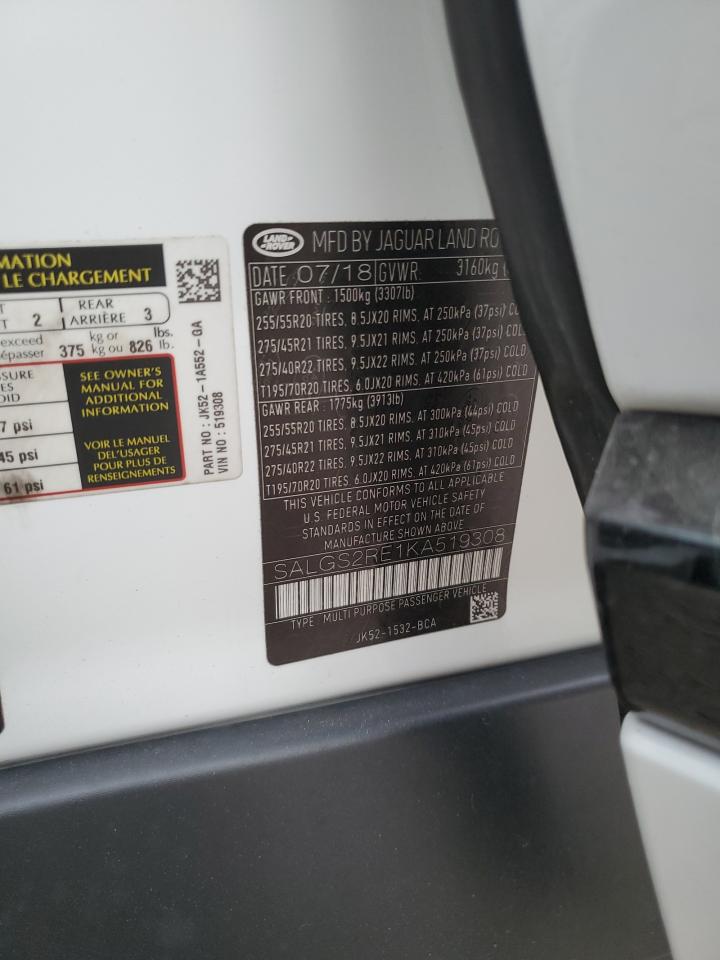 MATION
LE CHARGEMENT
T 2 REAR ARRIÈRE 3
exceed kg or lbs.
épasser 375 kg ou 826 lb.
SSURE
ES
OID
7 psi
45 psi
61 psi
SEE OWNER'S
MANUAL FOR
ADDITIONAL
INFORMATION
VOIR LE MANUEL
DEL'USAGER
POUR PLUS DE
RENSEIGNEMENTS
PART NO : JK52-1A552-GA
VIN NO : 519308
LAND ROVER
MFD BY JAGUAR LAND RO
DATE 07/18 GVWR 3160kg (
GAWR FRONT : 1500kg (3307lb)
255/55R20 TIRES, 8.5JX20 RIMS, AT 250kPa (37psi) COLD
275/45R21 TIRES, 9.5JX21 RIMS, AT 250kPa (37psi) COLD
275/40R22 TIRES, 9.5JX22 RIMS, AT 250kPa (37psi) COLD
T195/70R20 TIRES, 6.0JX20 RIMS, AT 420kPa (61psi) COLD
GAWR REAR : 1775kg (3913lb)
255/55R20 TIRES, 8.5JX20 RIMS, AT 300kPa (44psi) COLD
275/45R21 TIRES, 9.5JX21 RIMS, AT 310kPa (45psi) COLD
275/40R22 TIRES, 9.5JX22 RIMS, AT 310kPa (45psi) COLD
T195/70R20 TIRES, 6.0JX20 RIMS, AT 420kPa (61psi) COLD
THIS VEHICLE CONFORMS TO ALL APPLICABLE
U.S. FEDERAL MOTOR VEHICLE SAFETY
STANDARDS IN EFFECT ON THE DATE OF
MANUFACTURE SHOWN ABOVE
SALGS2RE1KA519308
TYPE : MULTI PURPOSE PASSENGER VEHICLE
JK52-1532-BCA